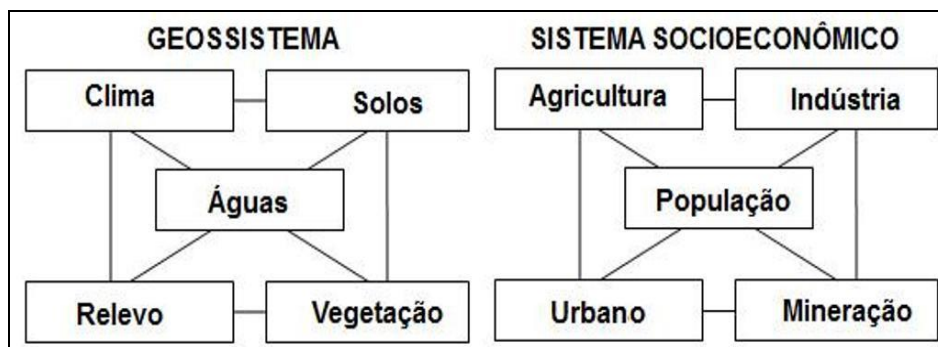 GEOSSISTEMA
Clima
Solos
Águas
Relevo
Vegetação
SISTEMA SOCIOECONÔMICO
Agricultura
Indústria
População
Urbano
Mineração